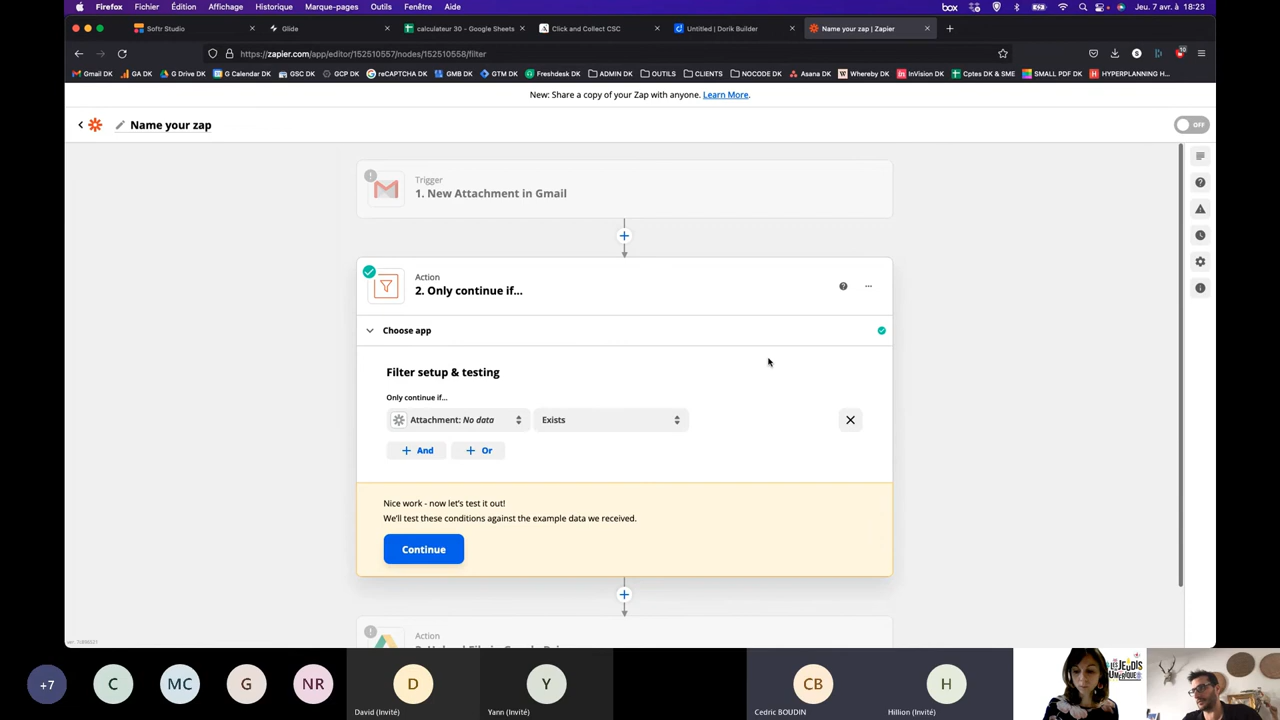 Firefox Fichier Édition Affichage Historique Marque-pages Outils Fenêtre Aide box Jeu. 7 avr. à 18:23
Softr Studio Glide calculateur 30 - Google Sheets Click and Collect CSC Untitled | Dorik Builder Name your zap | Zapier
https://zapier.com/app/editor/152510557/nodes/152510558/filter
Gmail DK GA DK G Drive DK G Calendar DK GSC DK GCP DK reCAPTCHA DK GMB DK GTM DK Freshdesk DK ADMIN DK OUTILS CLIENTS NOCODE DK Asana DK Whereby DK InVision DK Cptes DK & SME SMALL PDF DK HYPERPLANNING H...
New: Share a copy of your Zap with anyone. Learn More.
Name your zap
OFF
Trigger
1. New Attachment in Gmail
Action
2. Only continue if...
Choose app
Filter setup & testing
Only continue if...
Attachment: No data Exists
And Or
Nice work - now let's test it out!
We'll test these conditions against the example data we received.
Continue
Action
+7 C MC G NR D Y CB H
David (Invité) Yann (Invité) Cedric BOUDIN Hillion (Invité)